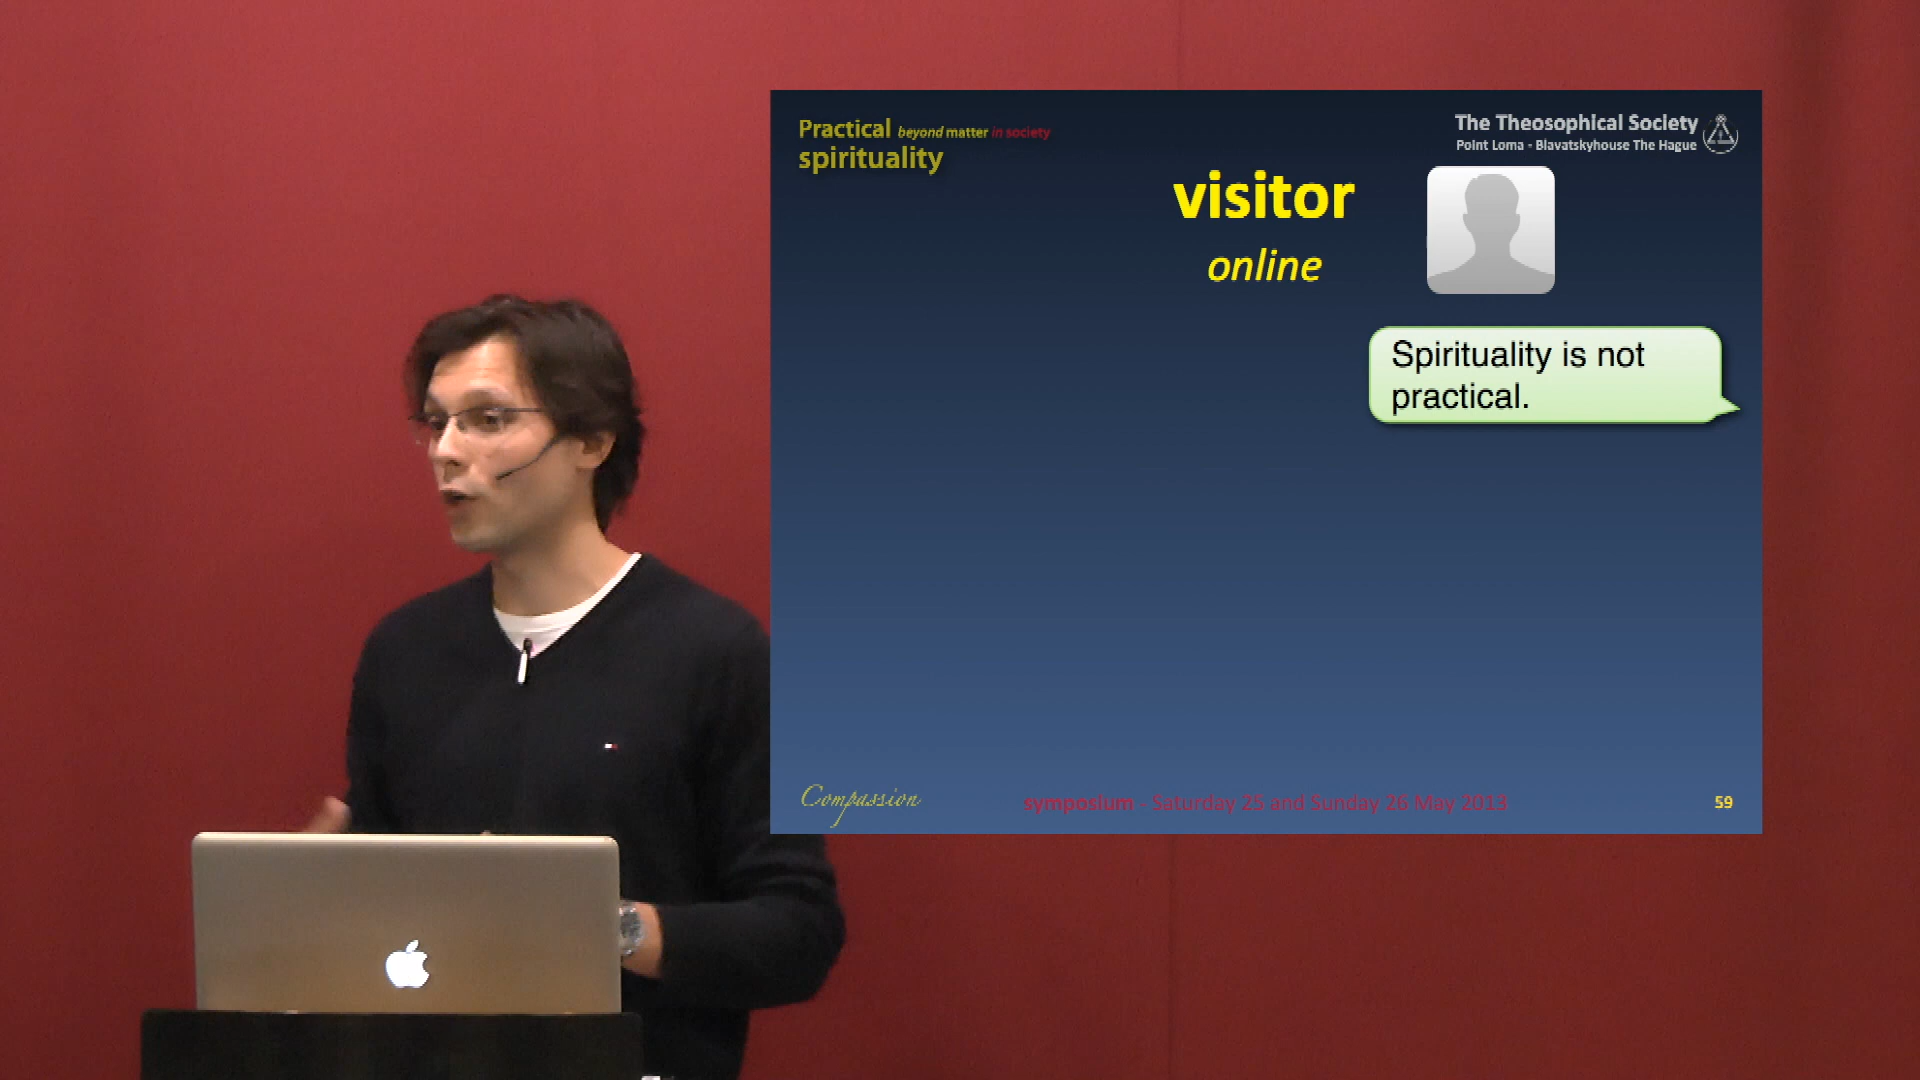 Practical beyond matter in society
spirituality
The Theosophical Society
Point Loma - Blavatskyhouse The Hague
visitor
online
Spirituality is not
practical.
Compassion
symposium - Saturday 25 and Sunday 26 May 2013
59